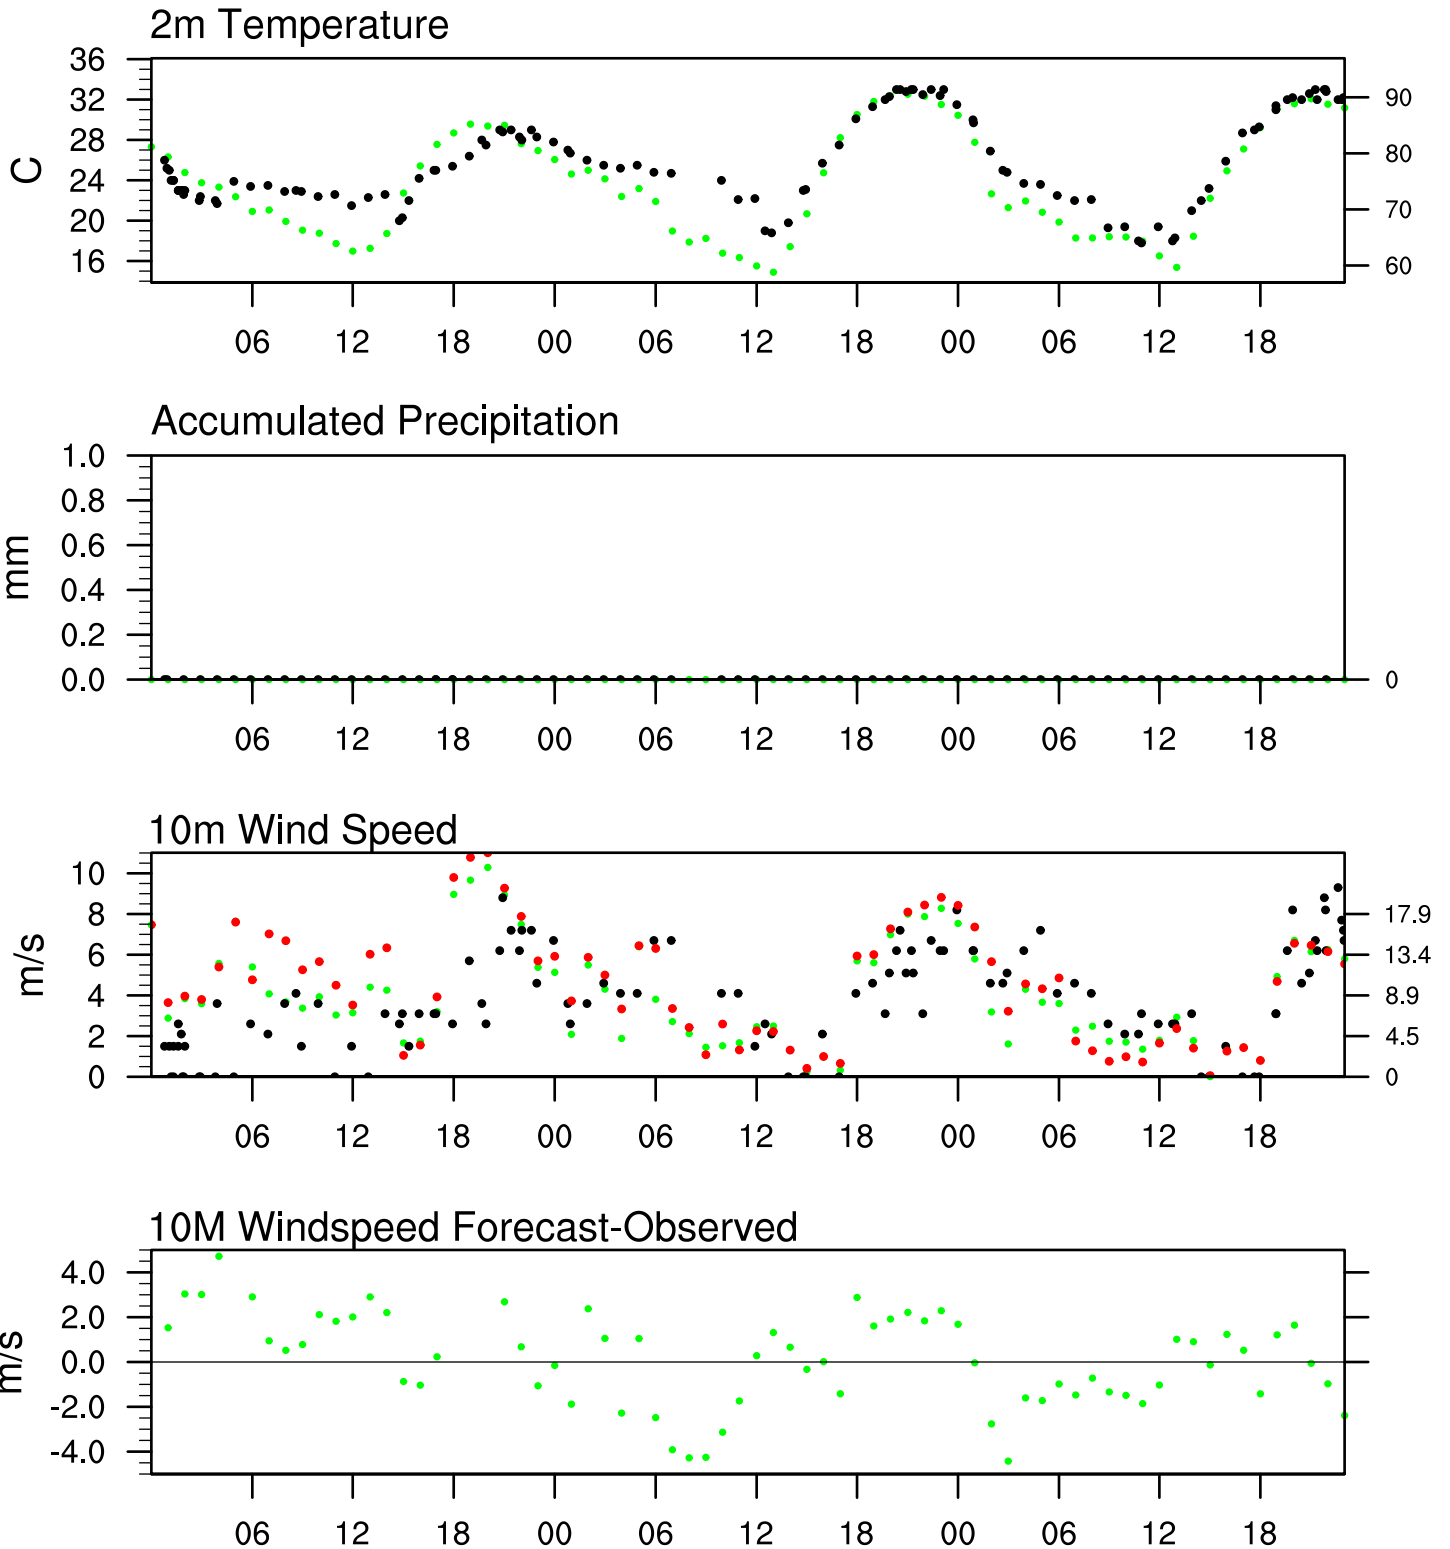 2m Temperature
36
32
28
24
20
16
C
90
80
70
60
06 12 18 00 06 12 18 00 06 12 18
Accumulated Precipitation
1.0
0.8
0.6
0.4
0.2
0.0
mm
0
06 12 18 00 06 12 18 00 06 12 18
10m Wind Speed
10
8
6
4
2
0
m/s
17.9
13.4
8.9
4.5
0
06 12 18 00 06 12 18 00 06 12 18
10M Windspeed Forecast-Observed
4.0
2.0
0.0
-2.0
-4.0
m/s
06 12 18 00 06 12 18 00 06 12 18